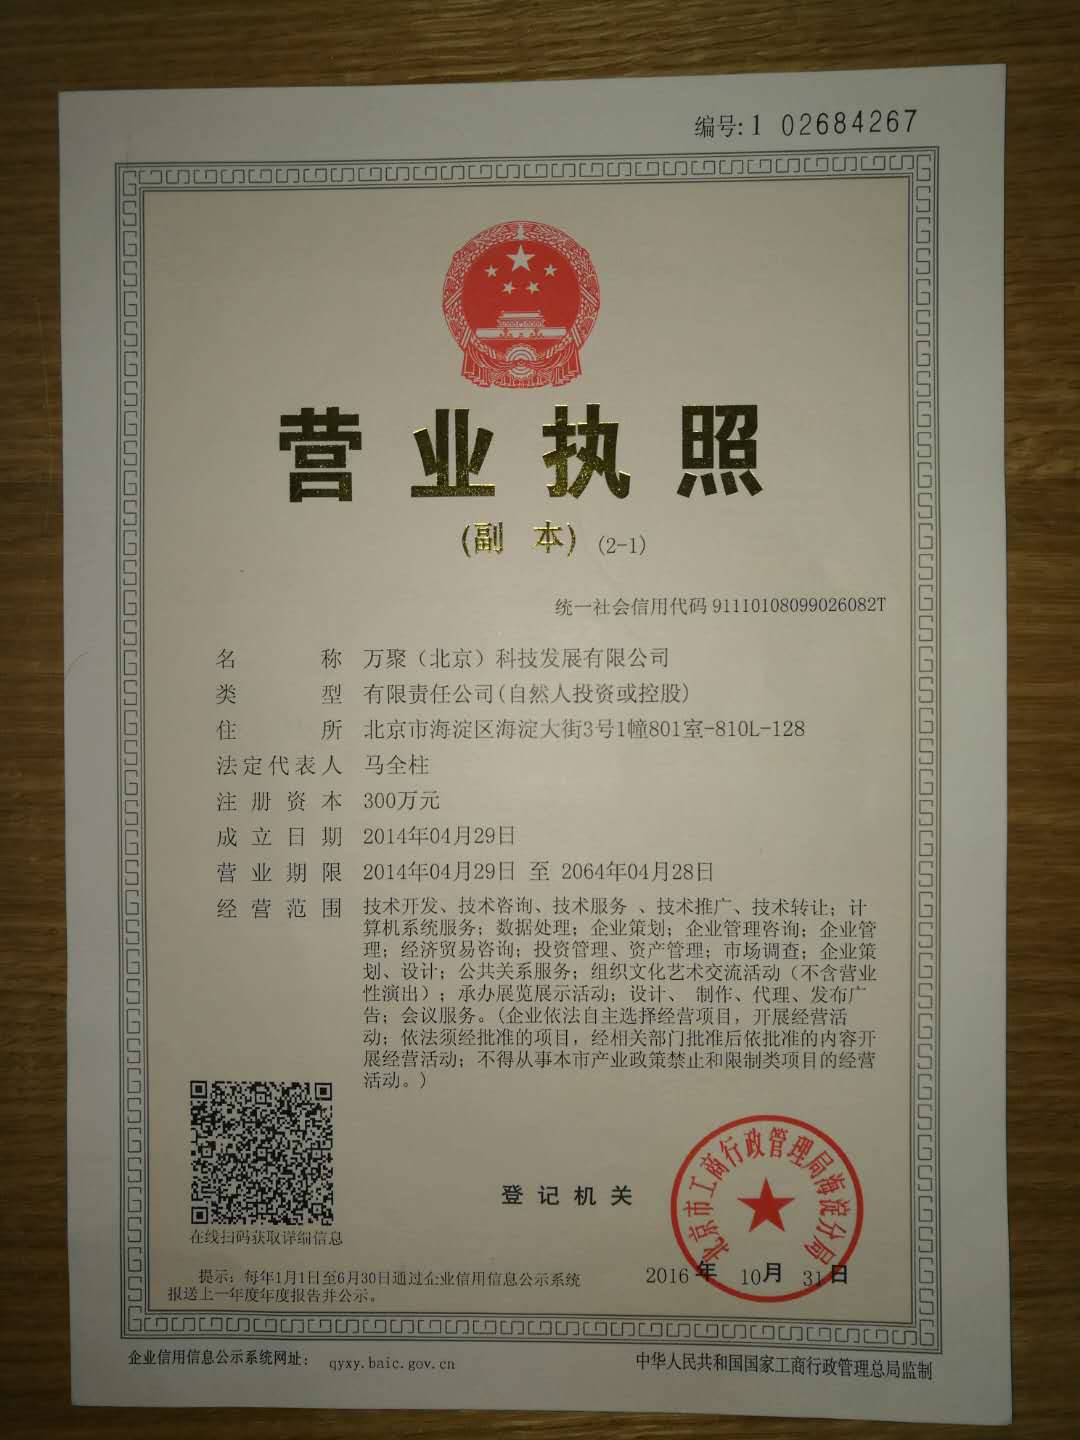 编号: 1 02684267
营业执照
(副 本) (2-1)
统一社会信用代码 91110108099026082T
名 称 万聚（北京）科技发展有限公司
类 型 有限责任公司(自然人投资或控股)
住 所 北京市海淀区海淀大街3号1幢801室-810L-128
法定代表人 马全柱
注册资本 300万元
成立日期 2014年04月29日
营业期限 2014年04月29日 至 2064年04月28日
经营范围 技术开发、技术咨询、技术服务 、技术推广、技术转让；计
算机系统服务；数据处理；企业策划；企业管理咨询；企业管
理；经济贸易咨询；投资管理、资产管理；市场调查；企业策
划、设计；公共关系服务；组织文化艺术交流活动（不含营业
性演出）；承办展览展示活动；设计、 制作、代理、发布广
告；会议服务。(企业依法自主选择经营项目，开展经营活
动；依法须经批准的项目，经相关部门批准后依批准的内容开
展经营活动；不得从事本市产业政策禁止和限制类项目的经营
活动。)
在线扫码获取详细信息
登记机关
北京市工商行政管理局海淀分局
2016年 10月 31日
提示：每年1月1日至6月30日通过企业信用信息公示系统
报送上一年度年度报告并公示。
企业信用信息公示系统网址： qyxy.baic.gov.cn
中华人民共和国国家工商行政管理总局监制